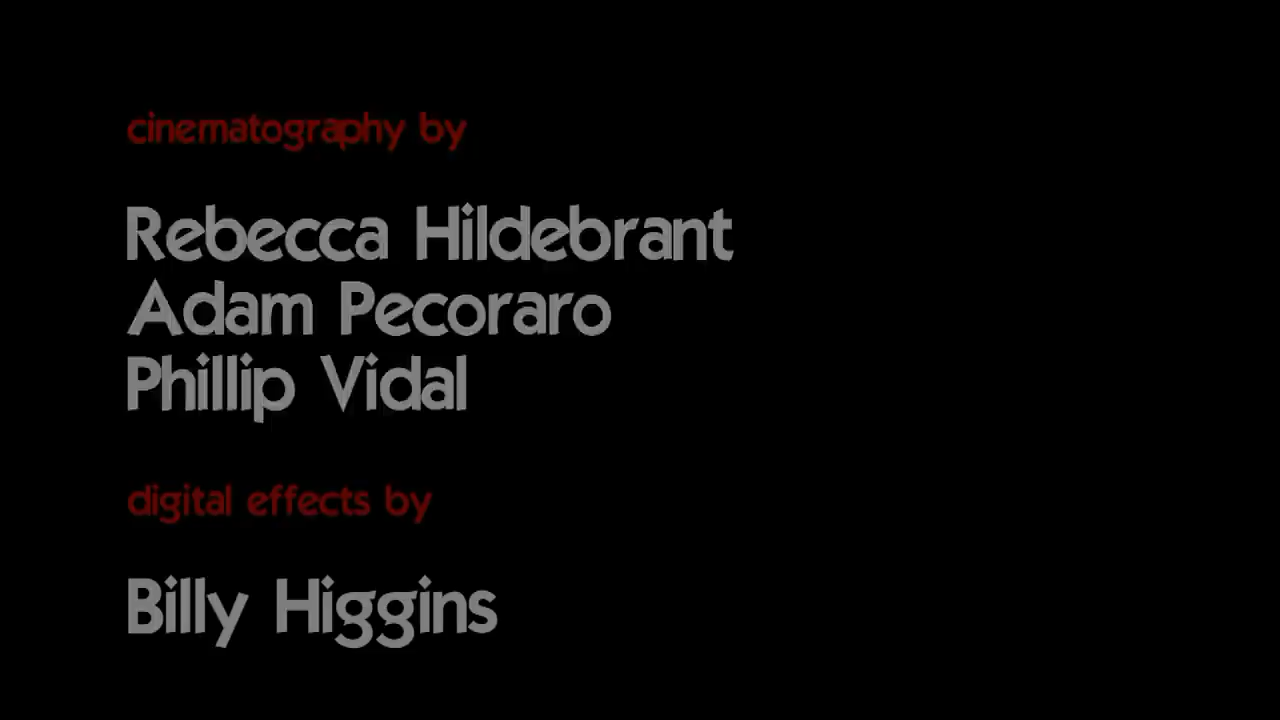 cinematography by
Rebecca Hildebrant
Adam Pecoraro
Phillip Vidal
digital effects by
Billy Higgins